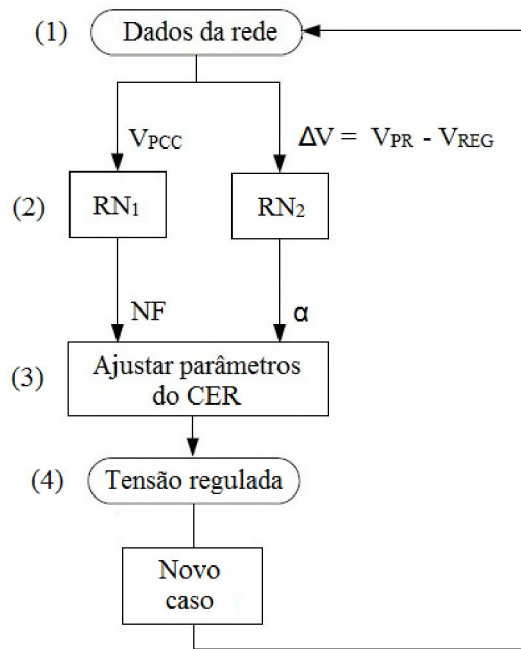 (1) Dados da rede
VPCC
ΔV = VPR - VREG
(2) RN1 RN2
NF α
(3) Ajustar parâmetros
do CER
(4) Tensão regulada
Novo
caso